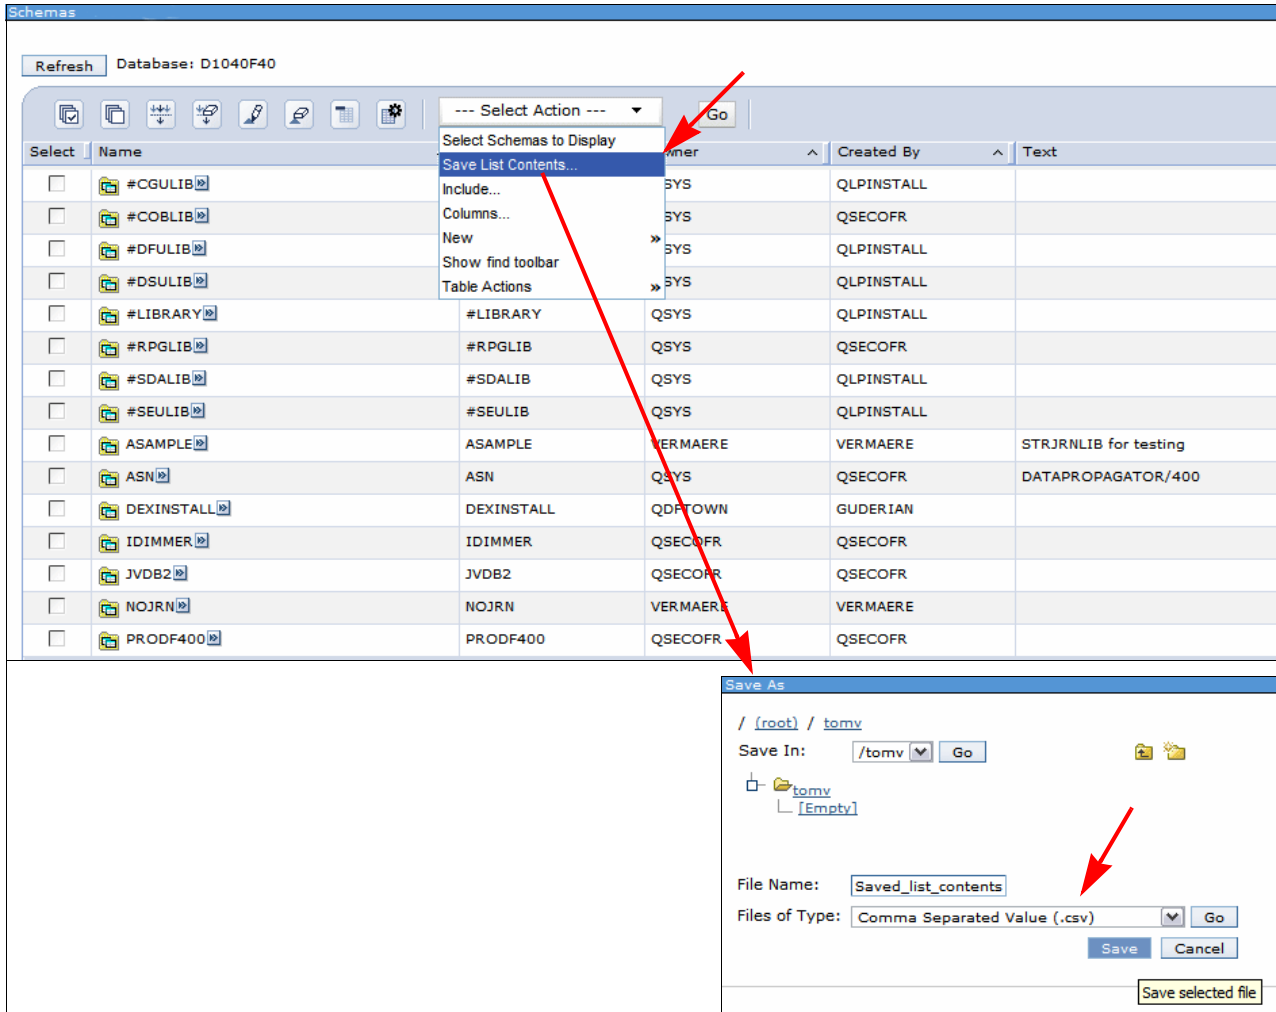 Schemas
Refresh Database: D1040F40
--- Select Action --- Go
Select Schemas to Display
Save List Contents...
Include...
Columns...
New »
Show find toolbar
Table Actions »
Select Name wner Created By Text
#CGULIB SYS QLPINSTALL
#COBLIB SYS QSECOFR
#DFULIB SYS QLPINSTALL
#DSULIB SYS QLPINSTALL
#LIBRARY #LIBRARY QSYS QLPINSTALL
#RPGLIB #RPGLIB QSYS QSECOFR
#SDALIB #SDALIB QSYS QLPINSTALL
#SEULIB #SEULIB QSYS QLPINSTALL
ASAMPLE ASAMPLE VERMAERE VERMAERE STRJRNLIB for testing
ASN ASN QSYS QSECOFR DATAPROPAGATOR/400
DEXINSTALL DEXINSTALL QDFTOWN GUDERIAN
IDIMMER IDIMMER QSECOFR QSECOFR
JVDB2 JVDB2 QSECOFR QSECOFR
NOJRN NOJRN VERMAERE VERMAERE
PRODF400 PRODF400 QSECOFR QSECOFR
Save As
/ (root) / tomv
Save In: /tomv Go
tomv
[Empty]
File Name: Saved_list_contents
Files of Type: Comma Separated Value (.csv) Go
Save Cancel
Save selected file